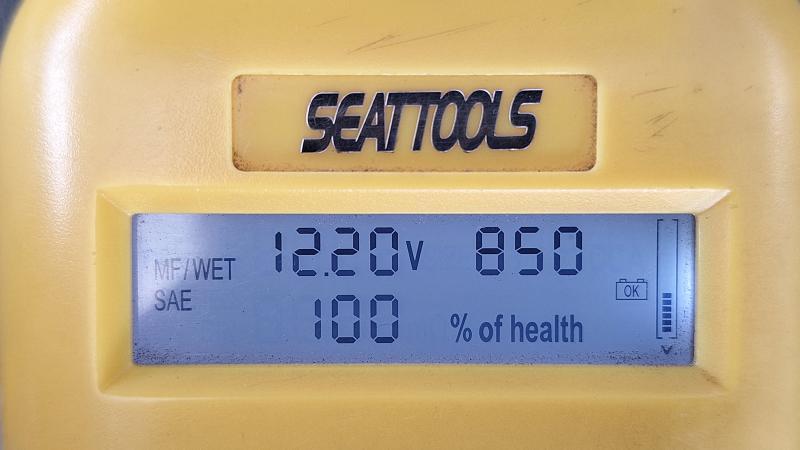 SEATTOOLS
MF/WET 12.20V 850
SAE 100 % of health
OK